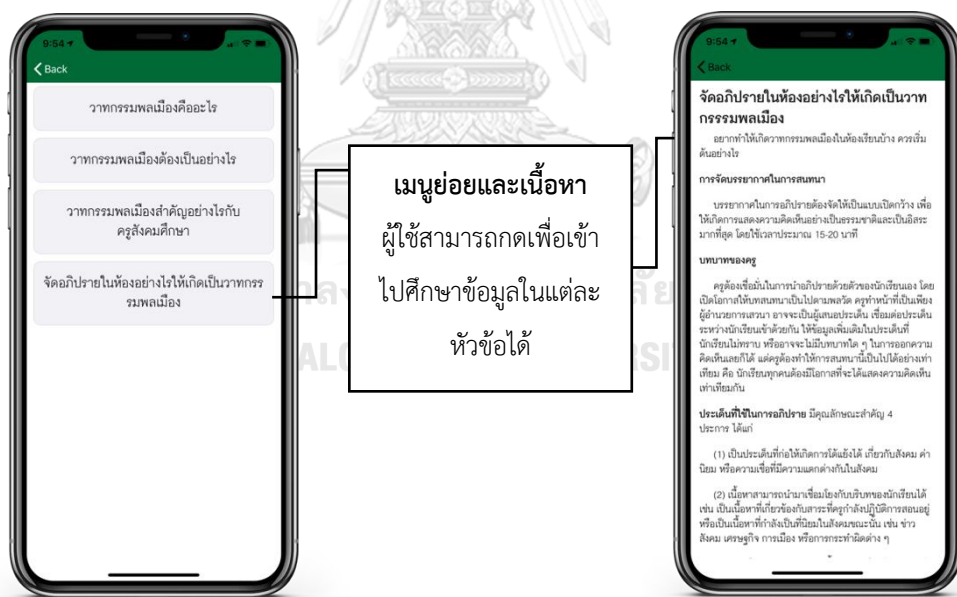 9:54
Back
วาทกรรมพลเมืองคืออะไร
วาทกรรมพลเมืองต้องเป็นอย่างไร
วาทกรรมพลเมืองสำคัญอย่างไรกับ
ครูสังคมศึกษา
จัดอภิปรายในห้องอย่างไรให้เกิดเป็นวาทกรร
รมพลเมือง
เมนูย่อยและเนื้อหา
ผู้ใช้สามารถกดเพื่อเข้า
ไปศึกษาข้อมูลในแต่ละ
หัวข้อได้
9:54
Back
จัดอภิปรายในห้องอย่างไรให้เกิดเป็นวาท
กรรรมพลเมือง
อยากทำให้เกิดวาทกรรมพลเมืองในห้องเรียนบ้าง ควรเริ่ม
ต้นอย่างไร
การจัดบรรยากาศในการสนทนา
บรรยากาศในการอภิปรายต้องจัดให้เป็นแบบเปิดกว้าง เพื่อ
ให้เกิดการแสดงความคิดเห็นอย่างเป็นธรรมชาติและเป็นอิสระ
มากที่สุด โดยใช้เวลาประมาณ 15-20 นาที
บทบาทของครู
ครูต้องเชื่อมั่นในการนำอภิปรายด้วยตัวของนักเรียนเอง โดย
เปิดโอกาสให้บทสนทนาเป็นไปตามพลวัต ครูทำหน้าที่เป็นเพียง
ผู้อำนวยการเสวนา อาจจะเป็นผู้เสนอประเด็น เชื่อมต่อประเด็น
ระหว่างนักเรียนเข้าด้วยกัน ให้ข้อมูลเพิ่มเติมในประเด็นที่
นักเรียนไม่ทราบ หรืออาจจะไม่มีบทบาทใด ๆ ในการออกความ
คิดเห็นเลยก็ได้ แต่ครูต้องทำให้การสนทนานี้เป็นไปได้อย่างเท่า
เทียม คือ นักเรียนทุกคนต้องมีโอกาสที่จะได้แสดงความคิดเห็น
เท่าเทียมกัน
ประเด็นที่ใช้ในการอภิปราย มีคุณลักษณะสำคัญ 4
ประการ ได้แก่
(1) เป็นประเด็นที่ก่อให้เกิดการโต้แย้งได้ เกี่ยวกับสังคม ค่า
นิยม หรือความเชื่อที่มีความแตกต่างกันในสังคม
(2) เนื้อหาสามารถนำมาเชื่อมโยงกับบริบทของนักเรียนได้
เช่น เป็นเนื้อหาที่เกี่ยวข้องกับสาระที่ครูกำลังปฏิบัติการสอนอยู่
หรือเป็นเนื้อหาที่กำลังเป็นที่นิยมในสังคมขณะนั้น เช่น ข่าว
สังคม เศรษฐกิจ การเมือง หรือการกระทำผิดต่าง ๆ